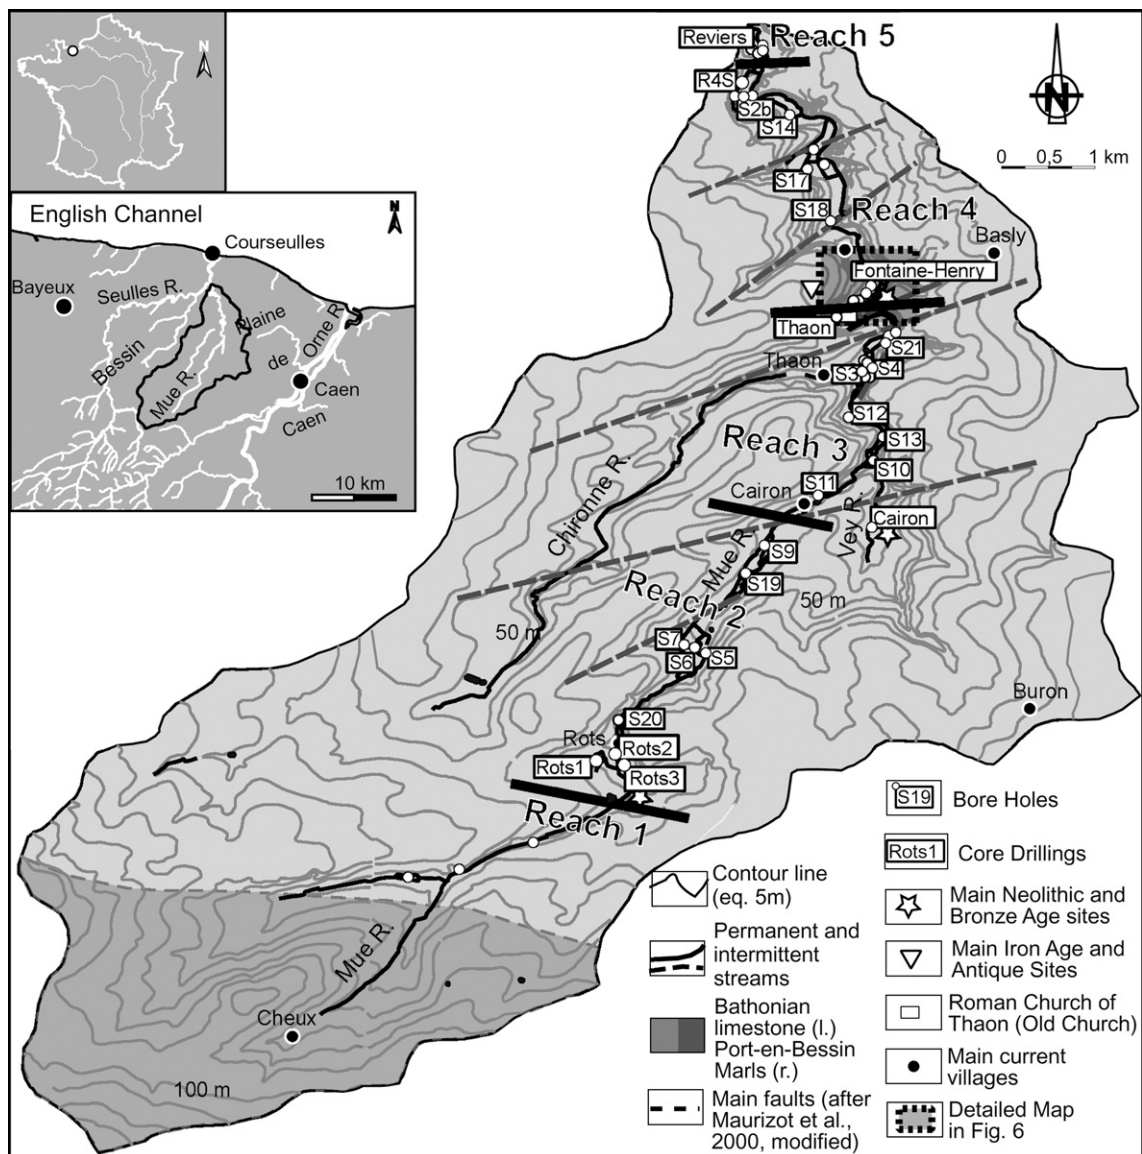 N
English Channel
N
Courseulles
Bayeux
Seulles R.
Plaine
Orne R.
Bessin
Mue R.
de
Caen
Caen
10 km
Reviers
Reach 5
R4S
S2b
S14
N
0 0,5 1 km
S17
S18
Reach 4
Basly
Fontaine-Henry
Thaon
S21
Thaon
S3
S4
S12
Reach 3
S13
S10
S11
Cairon
Chironne R.
Vey R.
Cairon
Mue R.
S9
S19
Reach 2
50 m
50 m
S7
S6
S5
Buron
S20
Rots
Rots2
Rots1
Rots3
Reach 1
Mue R.
Cheux
100 m
Contour line
(eq. 5m)
Permanent and
intermittent
streams
Bathonian
limestone (l.)
Port-en-Bessin
Marls (r.)
Main faults (after
Maurizot et al.,
2000, modified)
S19
Bore Holes
Rots1
Core Drillings
Main Neolithic and
Bronze Age sites
Main Iron Age and
Antique Sites
Roman Church of
Thaon (Old Church)
Main current
villages
Detailed Map
in Fig. 6